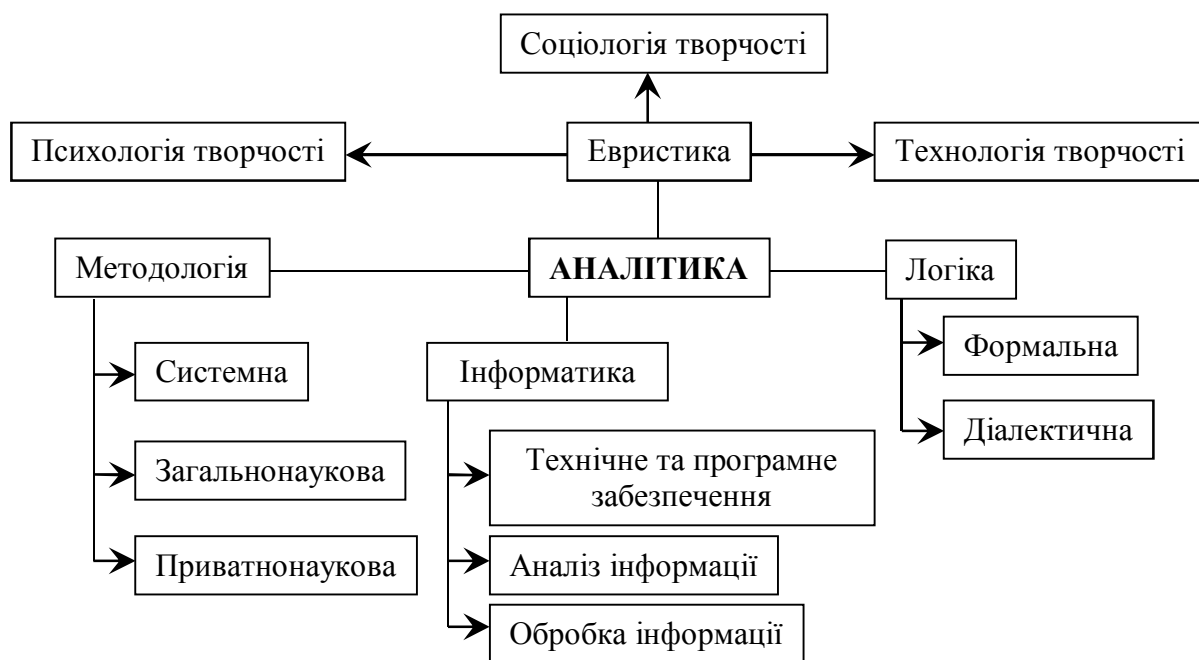 Соціологія творчості
Психологія творчості
Евристика
Технологія творчості
Методологія
АНАЛІТИКА
Логіка
Системна
Загальнонаукова
Приватнонаукова
Інформатика
Технічне та програмне
забезпечення
Аналіз інформації
Обробка інформації
Формальна
Діалектична